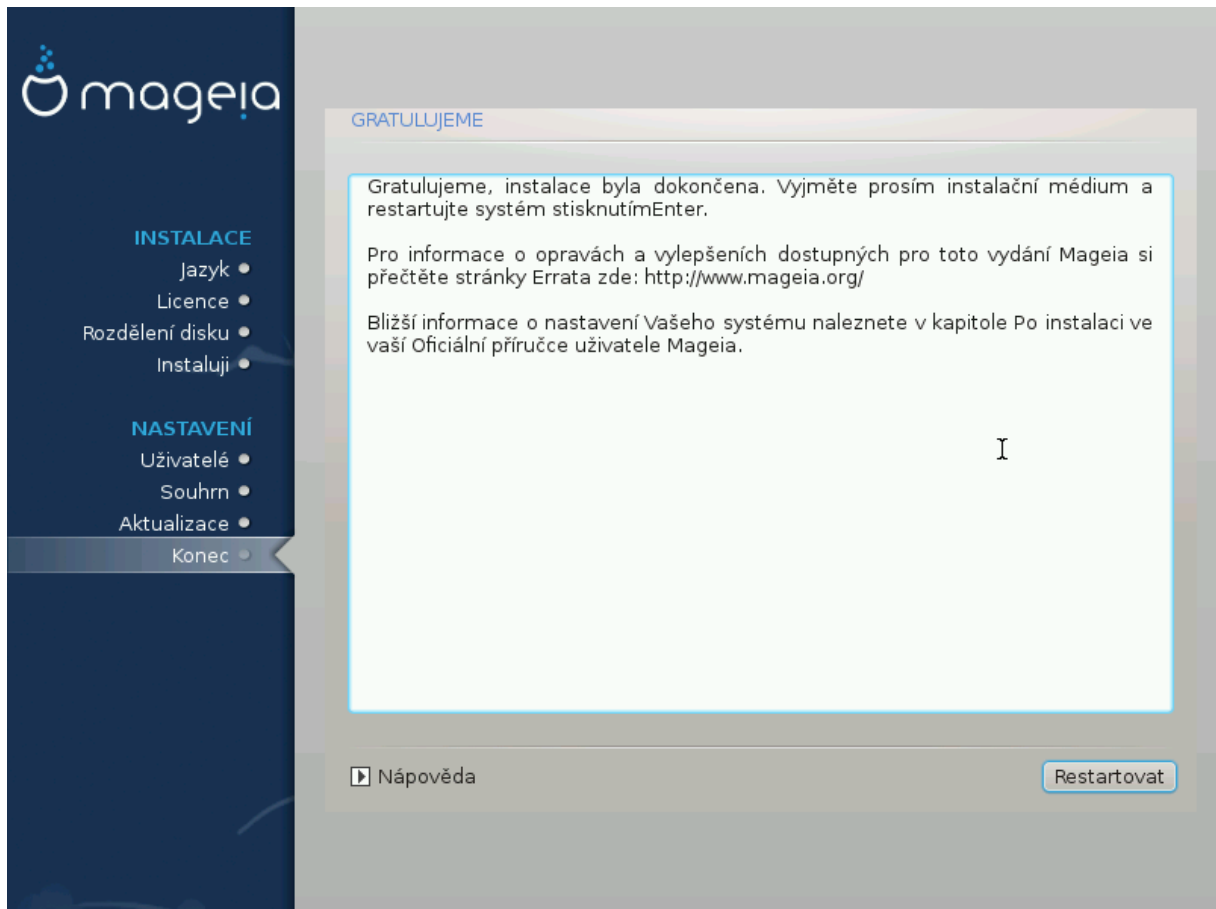 mageia
INSTALACE
Jazyk
Licence
Rozdělení disku
Instaluji
NASTAVENÍ
Uživatelé
Souhrn
Aktualizace
Konec
GRATULUJEME
Gratulujeme, instalace byla dokončena. Vyjměte prosím instalační médium a
restartujte systém stisknutímEnter.
Pro informace o opravách a vylepšeních dostupných pro toto vydání Mageia si
přečtěte stránky Errata zde: http://www.mageia.org/
Bližší informace o nastavení Vašeho systému naleznete v kapitole Po instalaci ve
vaší Oficiální příručce uživatele Mageia.
Nápověda
Restartovat